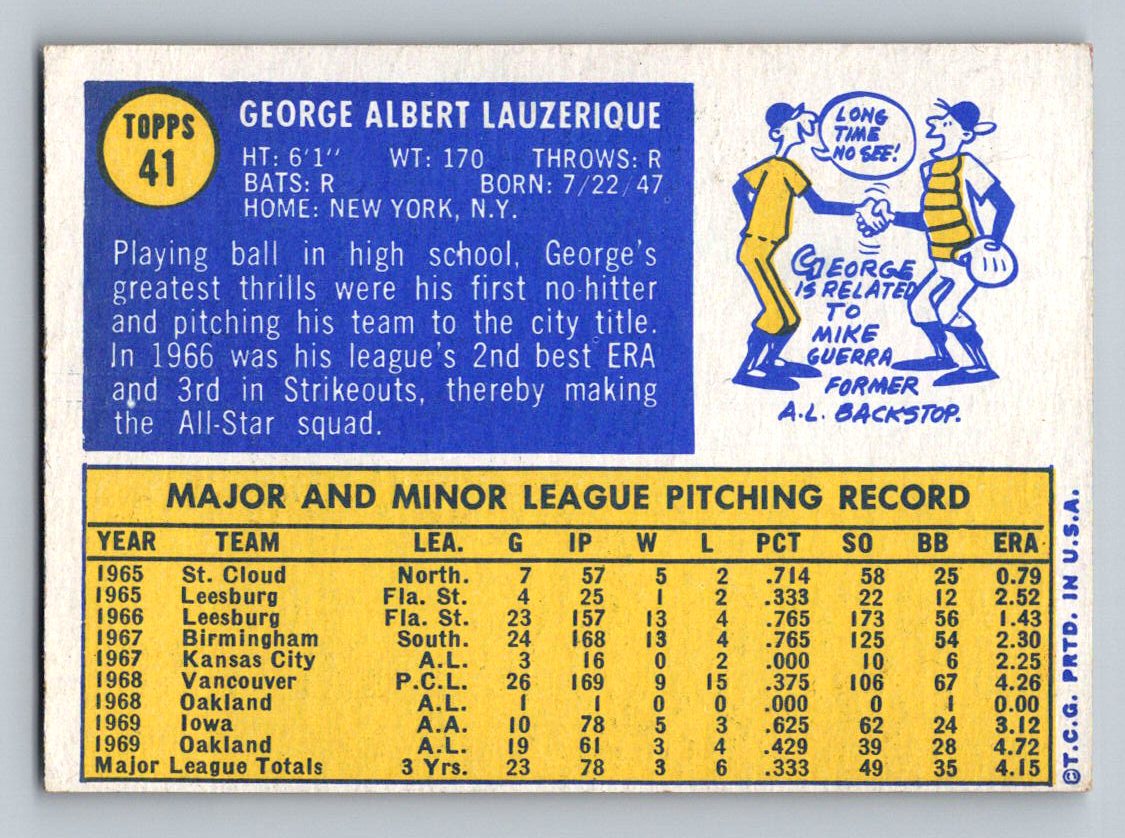 TOPPS
41
GEORGE ALBERT LAUZERIQUE
HT: 6'1" WT: 170 THROWS: R
BATS: R BORN: 7/22/47
HOME: NEW YORK, N.Y.
Playing ball in high school, George's
greatest thrills were his first no-hitter
and pitching his team to the city title.
In 1966 was his league's 2nd best ERA
and 3rd in Strikeouts, thereby making
the All-Star squad.
LONG
TIME
NO SEE!
GEORGE
IS RELATED
TO
MIKE
GUERRA
FORMER
A.L. BACKSTOP.
MAJOR AND MINOR LEAGUE PITCHING RECORD
YEAR TEAM LEA. G IP W L PCT SO BB ERA
1965 St. Cloud North. 7 57 5 2 .714 58 25 0.79
1965 Leesburg Fla. St. 4 25 1 2 .333 22 12 2.52
1966 Leesburg Fla. St. 23 157 13 4 .765 173 56 1.43
1967 Birmingham South. 24 168 13 4 .765 125 54 2.30
1967 Kansas City A.L. 3 16 0 2 .000 10 6 2.25
1968 Vancouver P.C.L. 26 169 9 15 .375 106 67 4.26
1968 Oakland A.L. 1 1 0 0 .000 0 1 0.00
1969 Iowa A.A. 10 78 5 3 .625 62 24 3.12
1969 Oakland A.L. 19 61 3 4 .429 39 28 4.72
Major League Totals 3 Yrs. 23 78 3 6 .333 49 35 4.15
©T.C.G. PRTD. IN U.S.A.